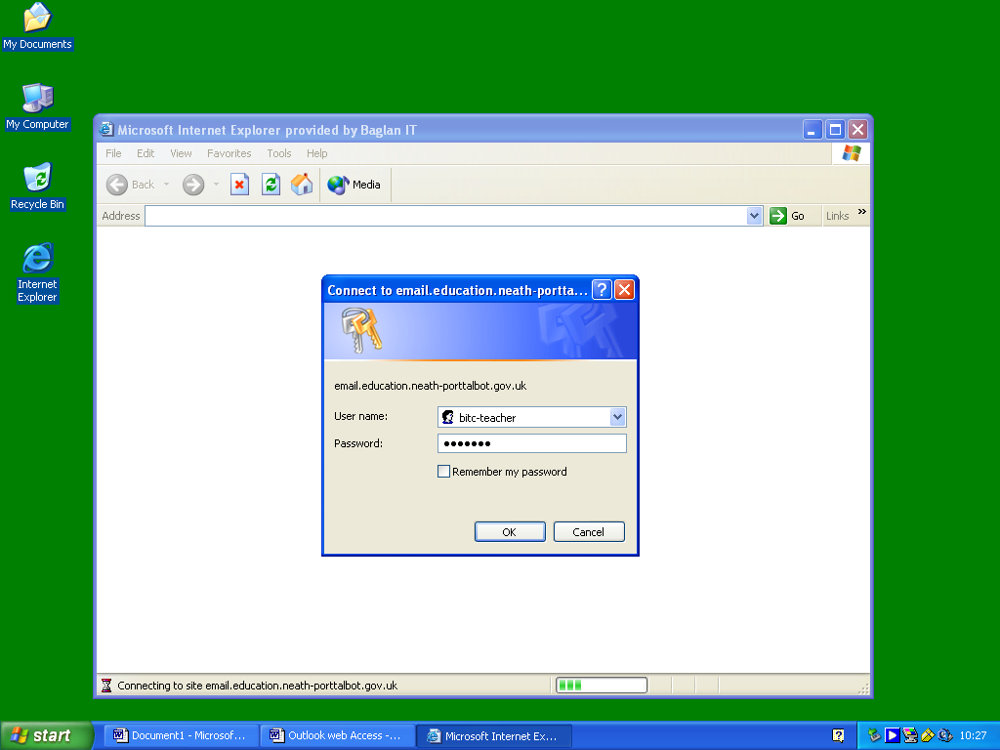 My Documents
My Computer
Recycle Bin
Internet
Explorer
Microsoft Internet Explorer provided by Baglan IT
File Edit View Favorites Tools Help
Back Media
Address Go Links »
Connect to email.education.neath-portta...
email.education.neath-porttalbot.gov.uk
User name: bitc-teacher
Password: •••••••
Remember my password
OK Cancel
Connecting to site email.education.neath-porttalbot.gov.uk
start Document1 - Microsof... Outlook web Access -... Microsoft Internet Ex... 10:27